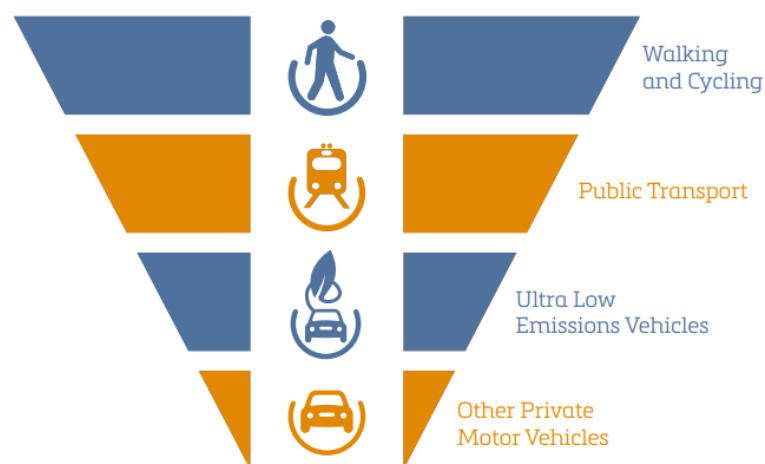 Walking
and Cycling
Public Transport
Ultra Low
Emissions Vehicles
Other Private
Motor Vehicles